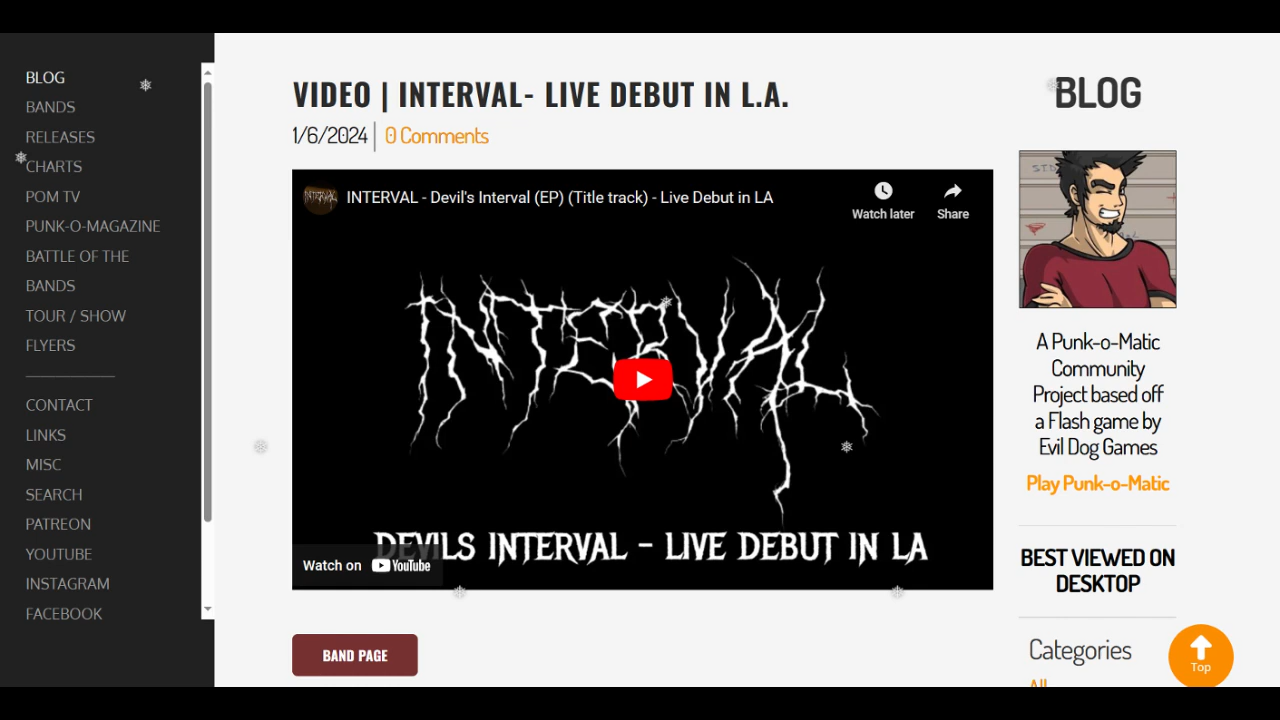 BLOG
BANDS
RELEASES
CHARTS
POM TV
PUNK-O-MAGAZINE
BATTLE OF THE
BANDS
TOUR / SHOW
FLYERS
CONTACT
LINKS
MISC
SEARCH
PATREON
YOUTUBE
INSTAGRAM
FACEBOOK
VIDEO | INTERVAL- LIVE DEBUT IN L.A.
1/6/2024
0 Comments
INTERVAL
INTERVAL - Devil's Interval (EP) (Title track) - Live Debut in LA
Watch later
Share
INTERVAL
DEVILS INTERVAL - LIVE DEBUT IN LA
Watch on YouTube
BAND PAGE
BLOG
A Punk-o-Matic
Community
Project based off
a Flash game by
Evil Dog Games
Play Punk-o-Matic
BEST VIEWED ON
DESKTOP
Categories
All
Top